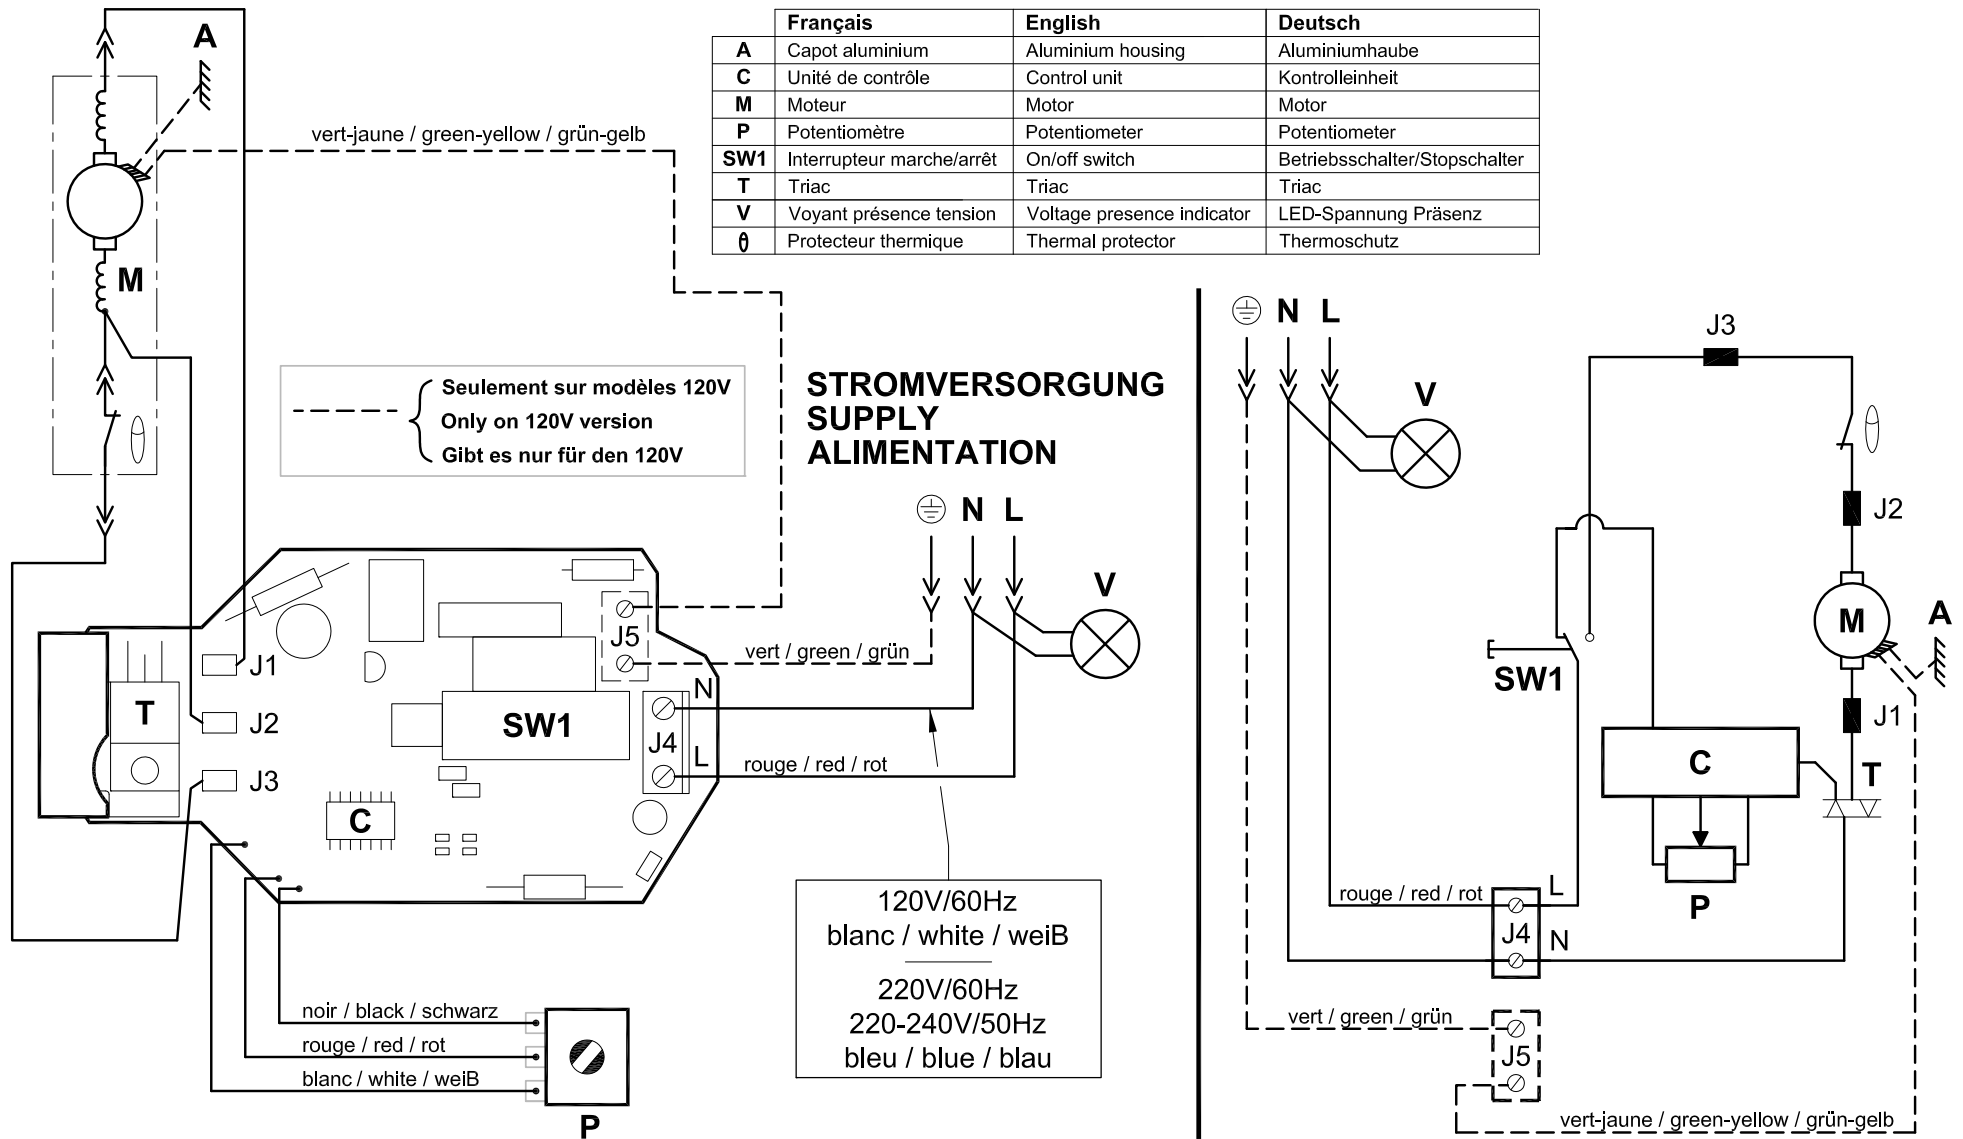 Français English Deutsch
A Capot aluminium Aluminium housing Aluminiumhaube
C Unité de contrôle Control unit Kontrolleinheit
M Moteur Motor Motor
P Potentiomètre Potentiometer Potentiometer
SW1 Interrupteur marche/arrêt On/off switch Betriebsschalter/Stopschalter
T Triac Triac Triac
V Voyant présence tension Voltage presence indicator LED-Spannung Präsenz
θ Protecteur thermique Thermal protector Thermoschutz
A
vert-jaune / green-yellow / grün-gelb
M
Seulement sur modèles 120V
Only on 120V version
Gibt es nur für den 120V
STROMVERSORGUNG
SUPPLY
ALIMENTATION
N L
V
J5
vert / green / grün
J1
T
J2
SW1
N
J4
L
rouge / red / rot
J3
C
120V/60Hz
blanc / white / weiB
220V/60Hz
220-240V/50Hz
bleu / blue / blau
noir / black / schwarz
rouge / red / rot
blanc / white / weiB
P
N L
J3
V
J2
M
A
SW1
J1
C
T
rouge / red / rot
L
P
J4
N
vert / green / grün
J5
vert-jaune / green-yellow / grün-gelb